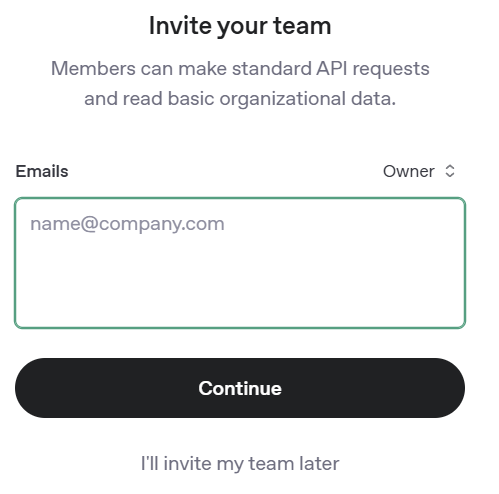 Invite your team
Members can make standard API requests
and read basic organizational data.
Emails
Owner
name@company.com
Continue
I'll invite my team later